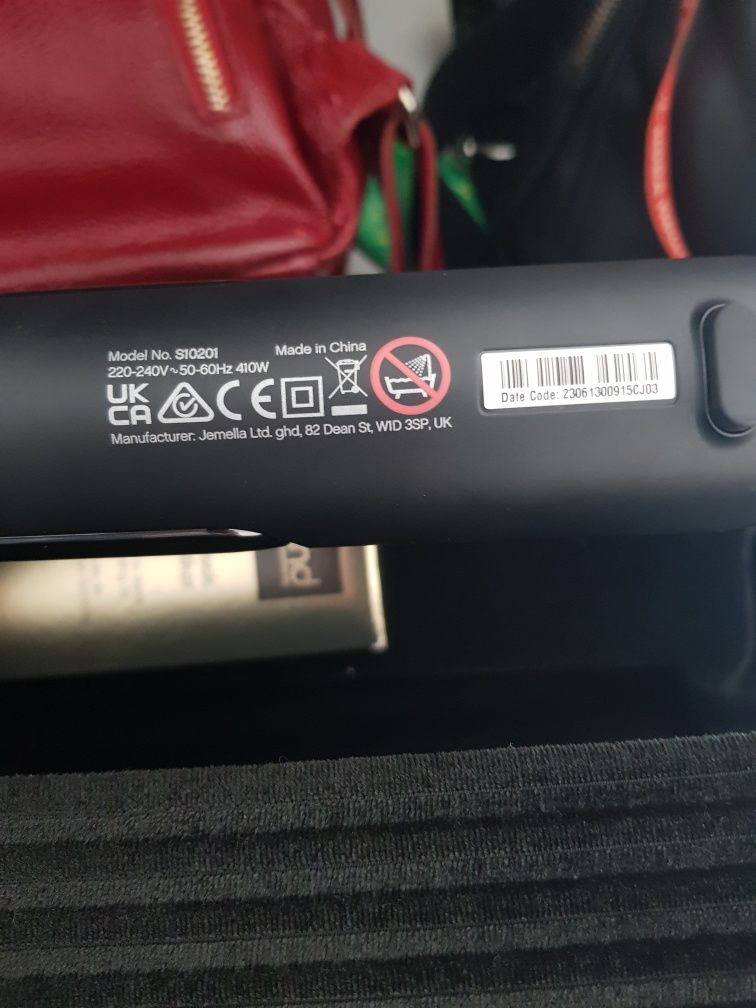 Model No. S10201
Made in China
220-240V~50-60Hz 410W
UK
CA
CE
Manufacturer: Jemella Ltd. ghd, 82 Dean St, W1D 3SP, UK
Date Code: 23061300915CJ03